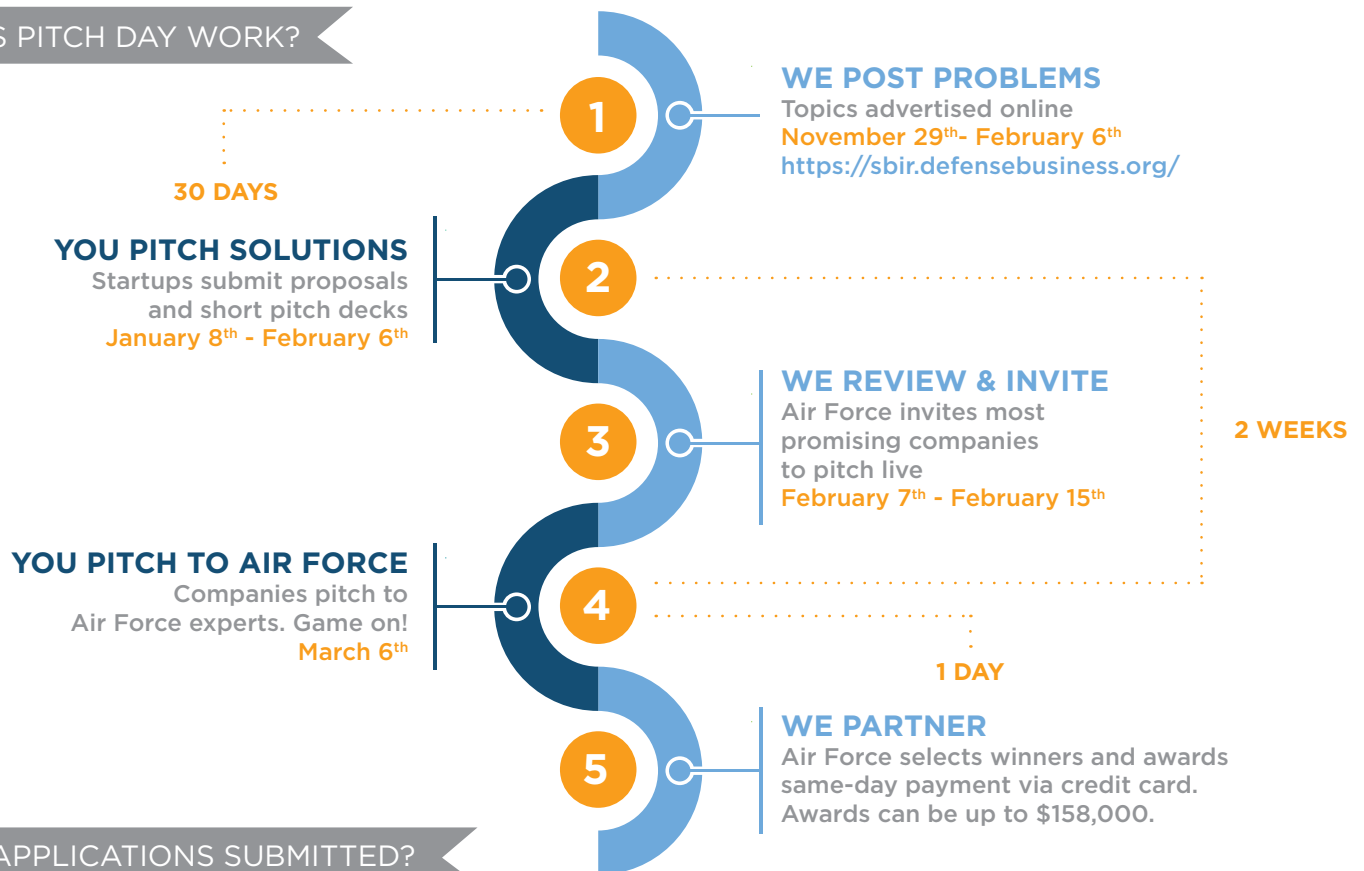 S PITCH DAY WORK?
1
WE POST PROBLEMS
Topics advertised online
November 29th- February 6th
https://sbir.defensebusiness.org/
30 DAYS
YOU PITCH SOLUTIONS
Startups submit proposals
and short pitch decks
January 8th - February 6th
2
3
WE REVIEW & INVITE
Air Force invites most
promising companies
to pitch live
February 7th - February 15th
2 WEEKS
YOU PITCH TO AIR FORCE
Companies pitch to
Air Force experts. Game on!
March 6th
4
1 DAY
5
WE PARTNER
Air Force selects winners and awards
same-day payment via credit card.
Awards can be up to $158,000.
APPLICATIONS SUBMITTED?